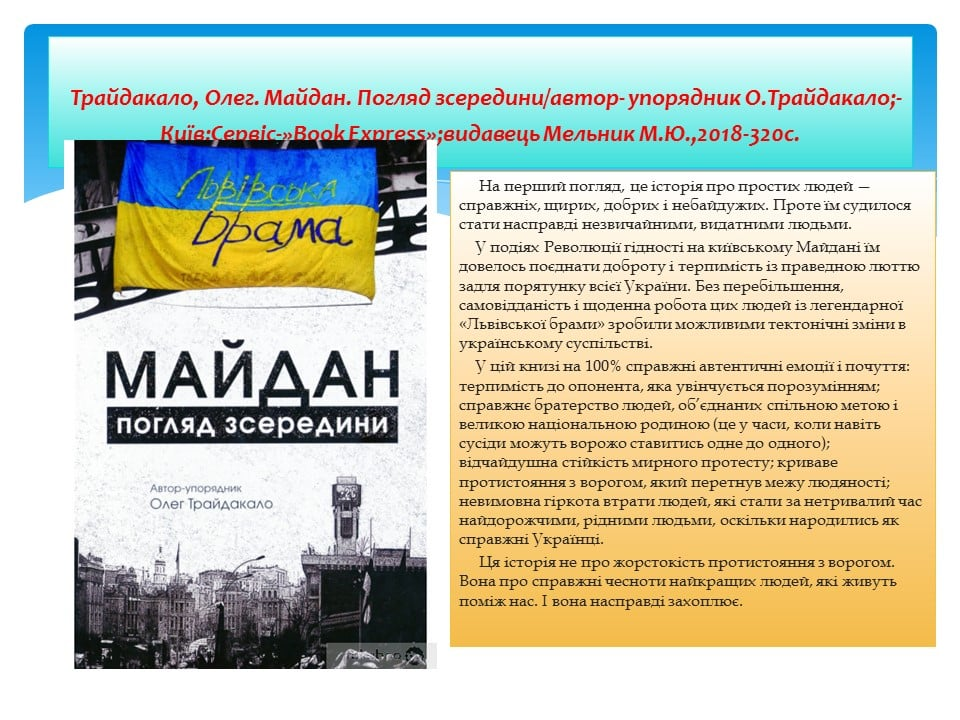 Трайдакало, Олег. Майдан. Погляд зсередини/автор- упорядник О.Трайдакало;-
Київ:Сервіс-»Book Express»;видавець Мельник М.Ю.,2018-320с.
Львівська
Брама
МАЙДАН
погляд зсередини
Автор-упорядник
Олег Трайдакало
На перший погляд, це історія про простих людей —
справжніх, щирих, добрих і небайдужих. Проте їм судилося
стати насправді незвичайними, видатними людьми.
У подіях Революції гідності на київському Майдані їм
довелось поєднати доброту і терпимість із праведною люттю
задля порятунку всієї України. Без перебільшення,
самовідданість і щоденна робота цих людей із легендарної
«Львівської брами» зробили можливими тектонічні зміни в
українському суспільстві.
У цій книзі на 100% справжні автентичні емоції і почуття:
терпимість до опонента, яка увінчується порозумінням;
справжнє братерство людей, об’єднаних спільною метою і
великою національною родиною (це у часи, коли навіть
сусіди можуть ворожо ставитись одне до одного);
відчайдушна стійкість мирного протесту; криваве
протистояння з ворогом, який перетнув межу людяності;
невимовна гіркота втрати людей, які стали за нетривалий час
найдорожчими, рідними людьми, оскільки народились як
справжні Українці.
Ця історія не про жорстокість протистояння з ворогом.
Вона про справжні чесноти найкращих людей, які живуть
поміж нас. І вона насправді захоплює.